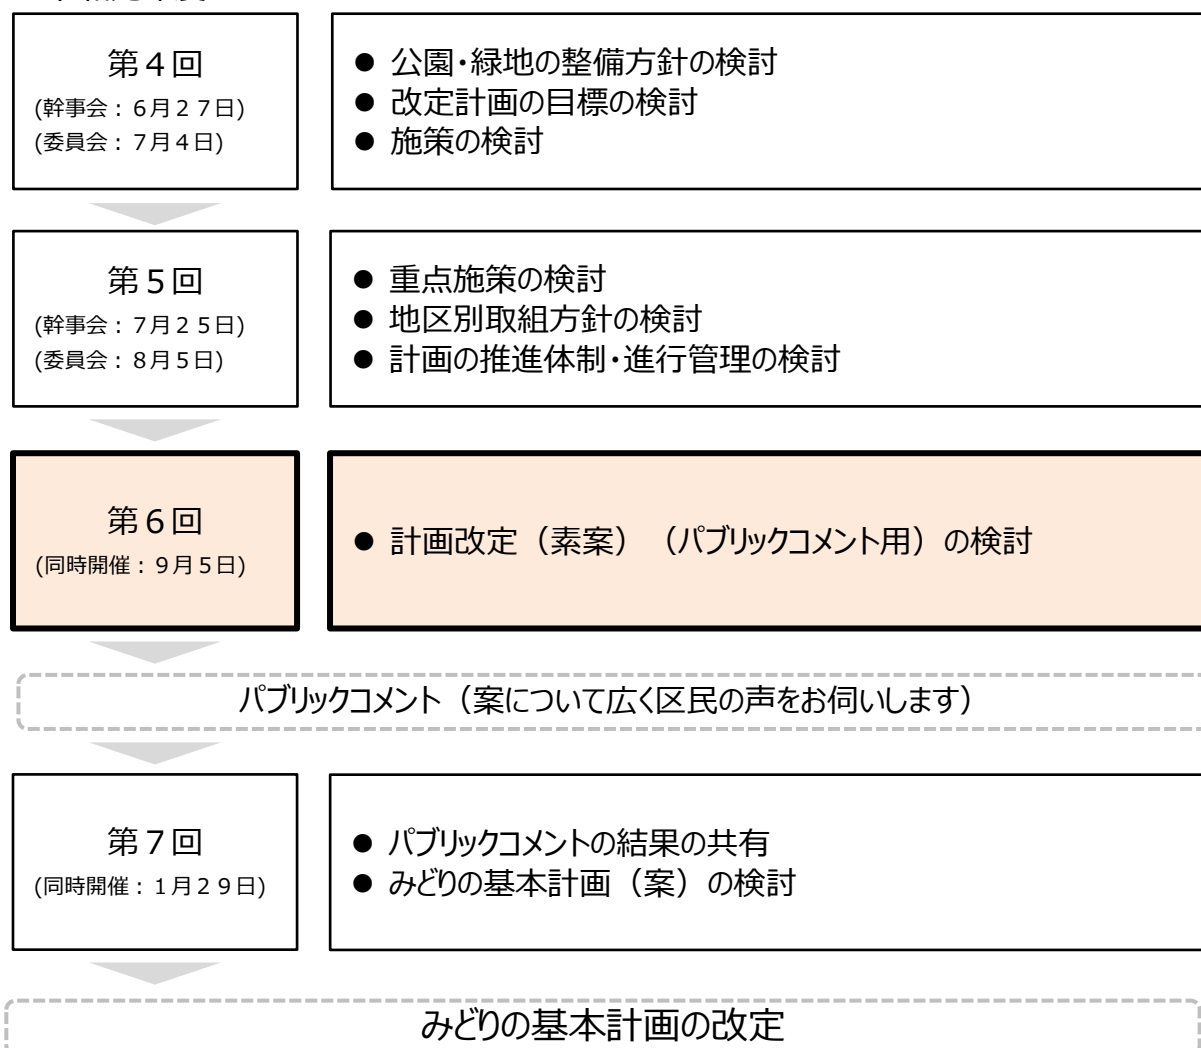 第４回
(幹事会：６月２７日)
(委員会：７月４日)
● 公園・緑地の整備方針の検討
● 改定計画の目標の検討
● 施策の検討
第５回
(幹事会：７月２５日)
(委員会：８月５日)
● 重点施策の検討
● 地区別取組方針の検討
● 計画の推進体制・進行管理の検討
第６回
(同時開催：９月５日)
● 計画改定（素案）（パブリックコメント用）の検討
パブリックコメント（案について広く区民の声をお伺いします）
第７回
(同時開催：１月２９日)
● パブリックコメントの結果の共有
● みどりの基本計画（案）の検討
みどりの基本計画の改定